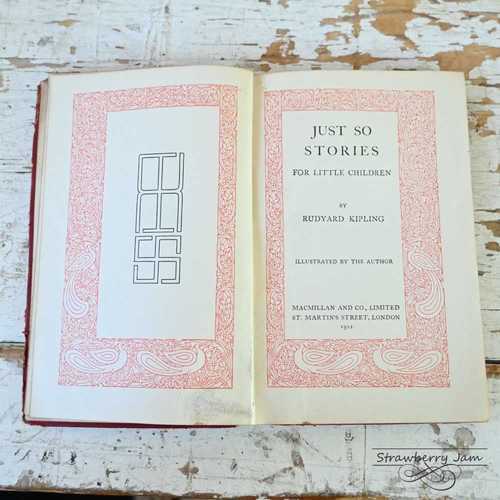 JUST SO
STORIES
FOR LITTLE CHILDREN
BY
RUDYARD KIPLING
ILLUSTRATED BY THE AUTHOR
MACMILLAN AND CO., LIMITED
ST. MARTIN'S STREET, LONDON
Strawberry Jam